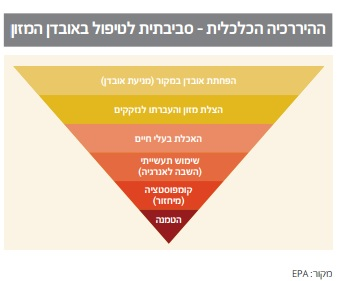 ההיררכיה הכלכלית - סביבתית לטיפול באובדן המזון
הפחתת אובדן במקור (מניעת אובדן)
הצלת מזון והעברתו לנזקקים
האכלת בעלי חיים
שימוש תעשייתי
(השבה לאנרגיה)
קומפוסטציה
(מיחזור)
הטמנה
מקור: EPA